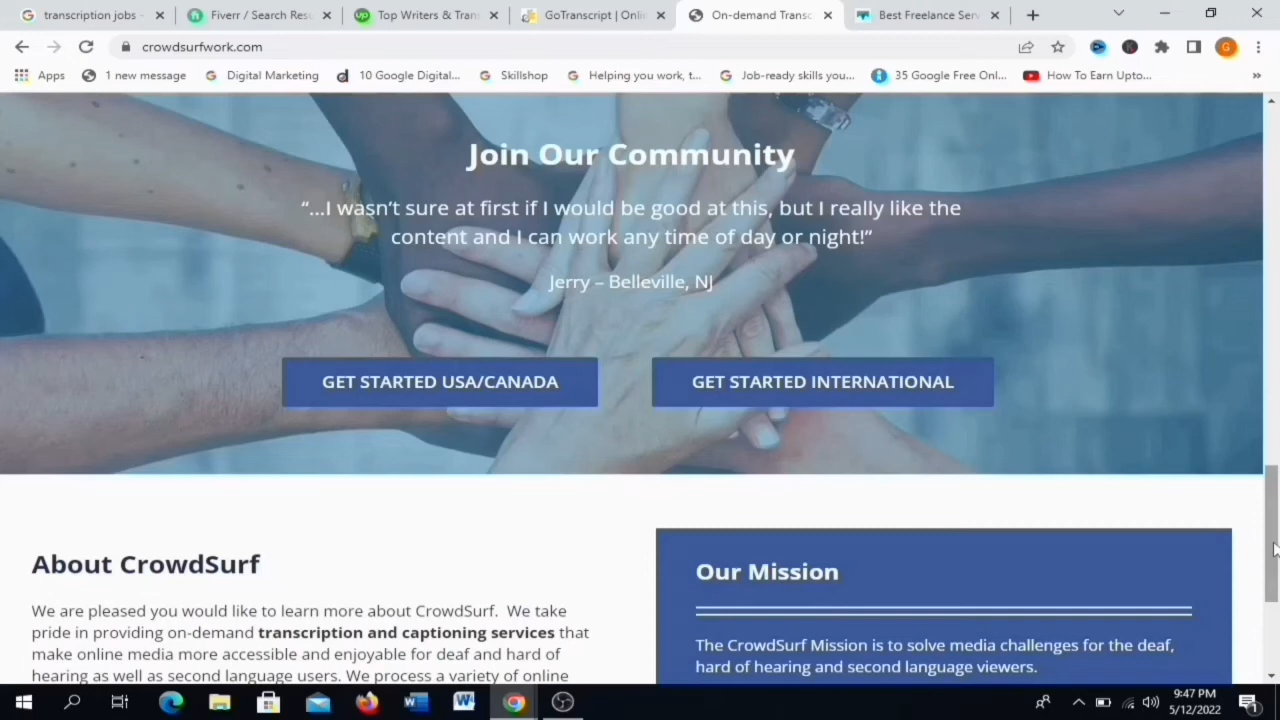 transcription jobs -
Fiverr / Search Resu
Top Writers & Tran
GoTranscript | Onli
On-demand Transc
Best Freelance Serv
crowdsurfwork.com
G
Apps
1 new message
Digital Marketing
10 Google Digital...
Skillshop
Helping you work, t...
Job-ready skills you...
35 Google Free Onl...
How To Earn Upto...
Join Our Community
“...I wasn’t sure at first if I would be good at this, but I really like the
content and I can work any time of day or night!”
Jerry – Belleville, NJ
GET STARTED USA/CANADA
GET STARTED INTERNATIONAL
About CrowdSurf
We are pleased you would like to learn more about CrowdSurf. We take
pride in providing on-demand transcription and captioning services that
make online media more accessible and enjoyable for deaf and hard of
hearing as well as second language users. We process a variety of online
Our Mission
The CrowdSurf Mission is to solve media challenges for the deaf,
hard of hearing and second language viewers.
9:47 PM
5/12/2022